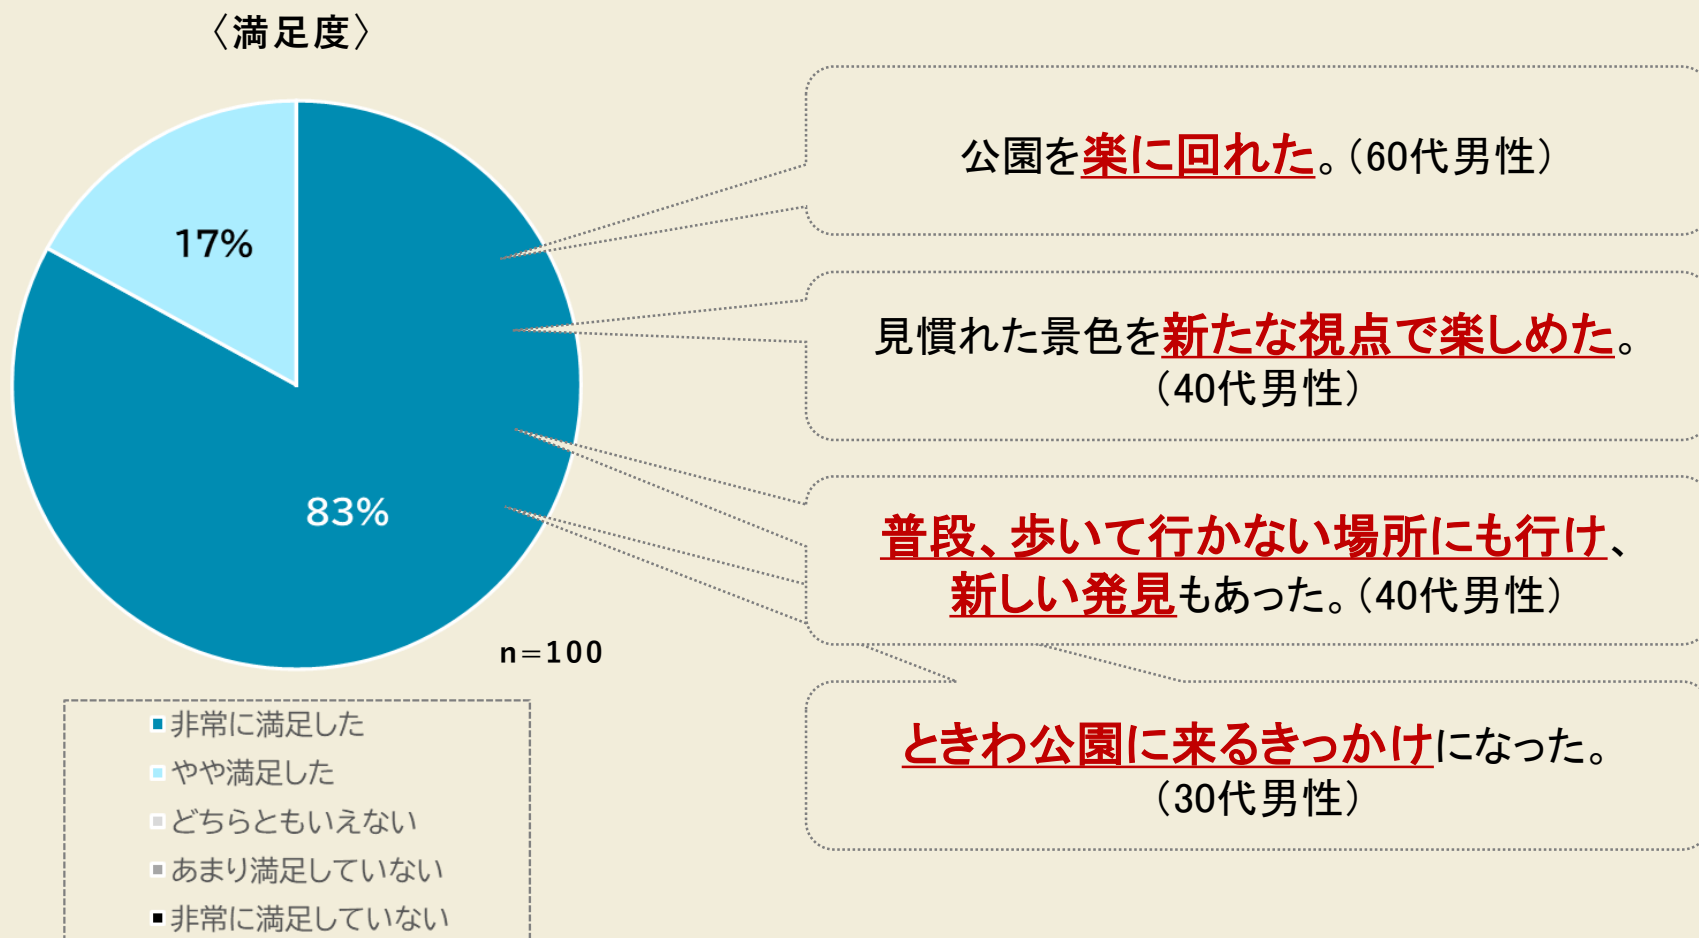 〈満足度〉
17%
83%
n=100
非常に満足した
やや満足した
どちらともいえない
あまり満足していない
非常に満足していない
公園を楽に回れた。（60代男性）
見慣れた景色を新たな視点で楽しめた。
（40代男性）
普段、歩いて行かない場所にも行け、
新しい発見もあった。（40代男性）
ときわ公園に来るきっかけになった。
（30代男性）